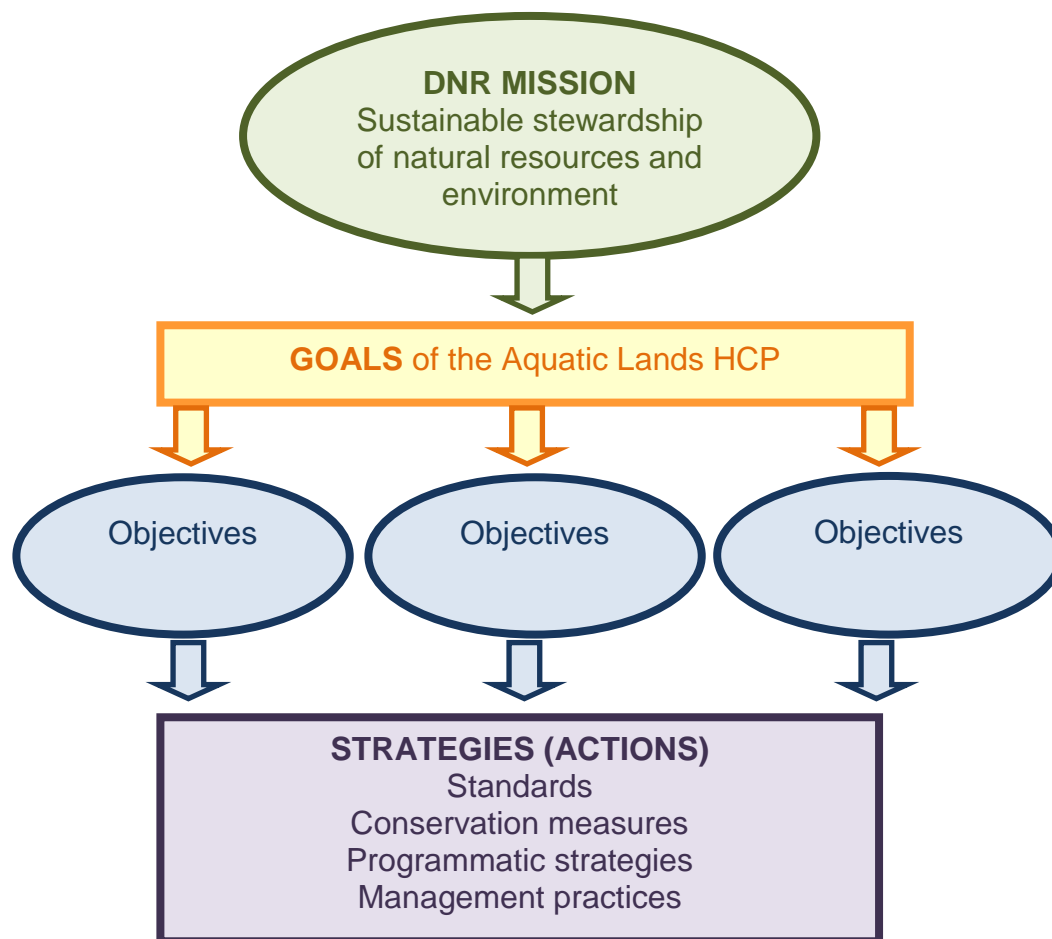 DNR MISSION
Sustainable stewardship
of natural resources and
environment
GOALS of the Aquatic Lands HCP
Objectives
Objectives
Objectives
STRATEGIES (ACTIONS)
Standards
Conservation measures
Programmatic strategies
Management practices